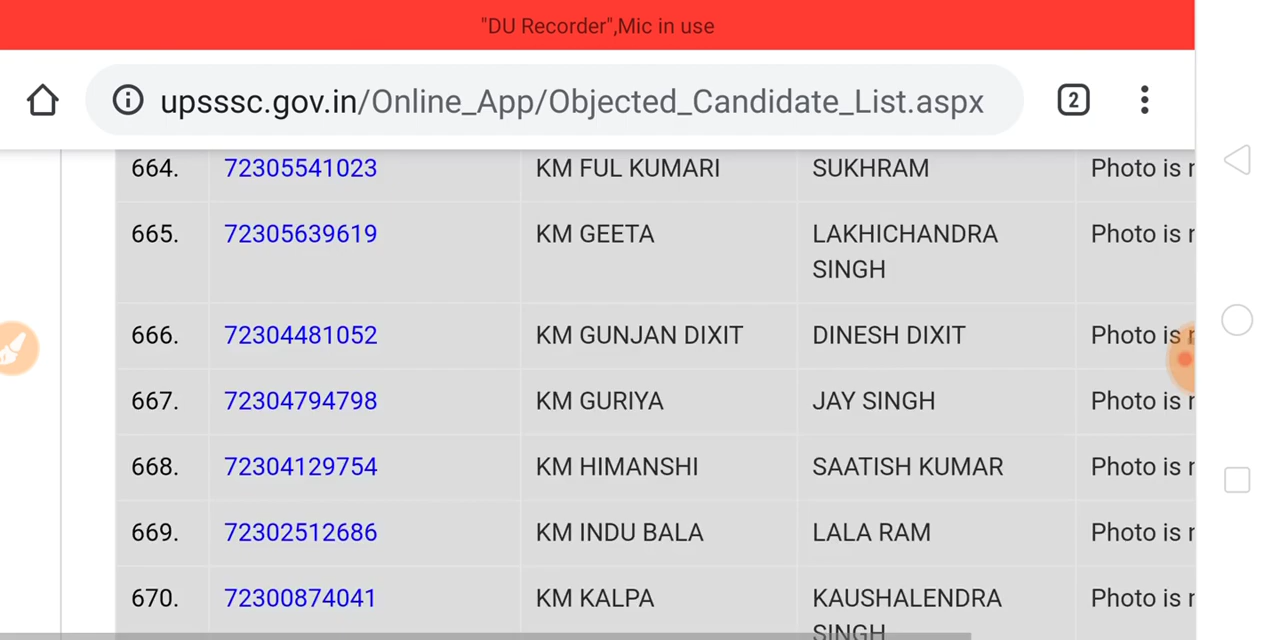 "DU Recorder",Mic in use
upsssc.gov.in/Online_App/Objected_Candidate_List.aspx
2
664. 72305541023 KM FUL KUMARI SUKHRAM Photo is
665. 72305639619 KM GEETA LAKHICHANDRA SINGH Photo is
666. 72304481052 KM GUNJAN DIXIT DINESH DIXIT Photo is
667. 72304794798 KM GURIYA JAY SINGH Photo is
668. 72304129754 KM HIMANSHI SAATISH KUMAR Photo is
669. 72302512686 KM INDU BALA LALA RAM Photo is
670. 72300874041 KM KALPA KAUSHALENDRA SINGH Photo is